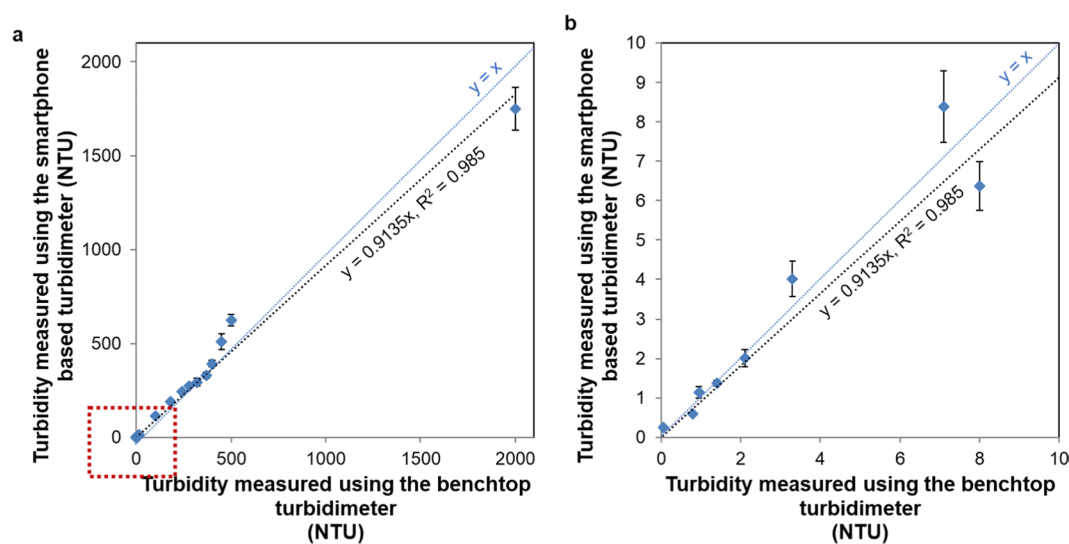 a
Turbidity measured using the smartphone
based turbidimeter (NTU)
2000
1500
1000
500
0
y = x
y = 0.9135x, R² = 0.985
0 500 1000 1500 2000
Turbidity measured using the benchtop
turbidimeter
(NTU)
b
Turbidity measured using the smartphone
based turbidimeter (NTU)
10
9
8
7
6
5
4
3
2
1
0
y = x
y = 0.9135x, R² = 0.985
0 2 4 6 8 10
Turbidity measured using the benchtop
turbidimeter
(NTU)